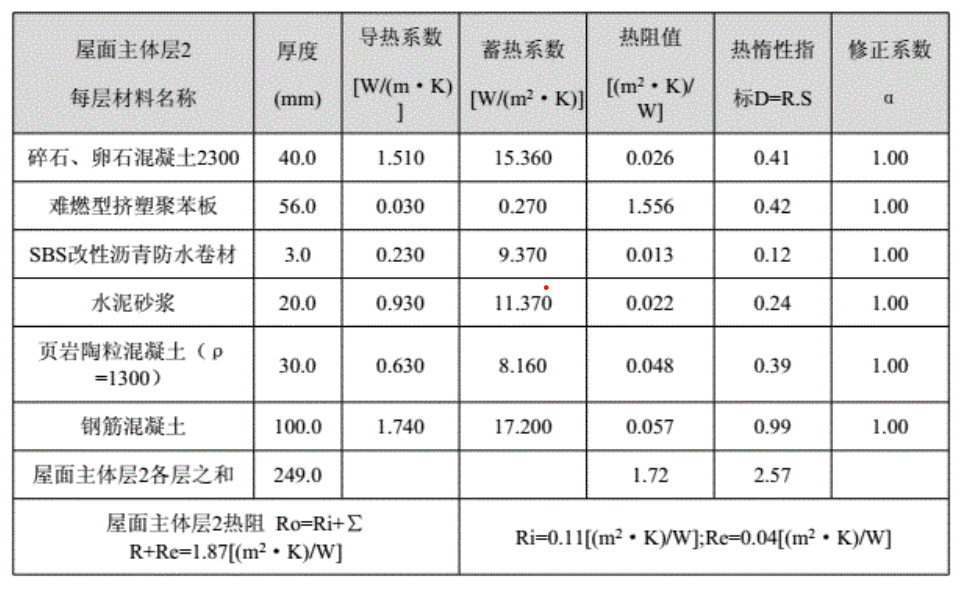 屋面主体层2 每层材料名称 厚度 (mm) 导热系数 [W/(m·K)] 蓄热系数 [W/(m²·K)] 热阻值 [(m²·K)/W] 热惰性指标D=R.S 修正系数 α
碎石、卵石混凝土2300 40.0 1.510 15.360 0.026 0.41 1.00
难燃型挤塑聚苯板 56.0 0.030 0.270 1.556 0.42 1.00
SBS改性沥青防水卷材 3.0 0.230 9.370 0.013 0.12 1.00
水泥砂浆 20.0 0.930 11.370 0.022 0.24 1.00
页岩陶粒混凝土(ρ=1300) 30.0 0.630 8.160 0.048 0.39 1.00
钢筋混凝土 100.0 1.740 17.200 0.057 0.99 1.00
屋面主体层2各层之和 249.0 1.72 2.57
屋面主体层2热阻 Ro=Ri+∑
R+Re=1.87[(m²·K)/W]
Ri=0.11[(m²·K)/W];Re=0.04[(m²·K)/W]